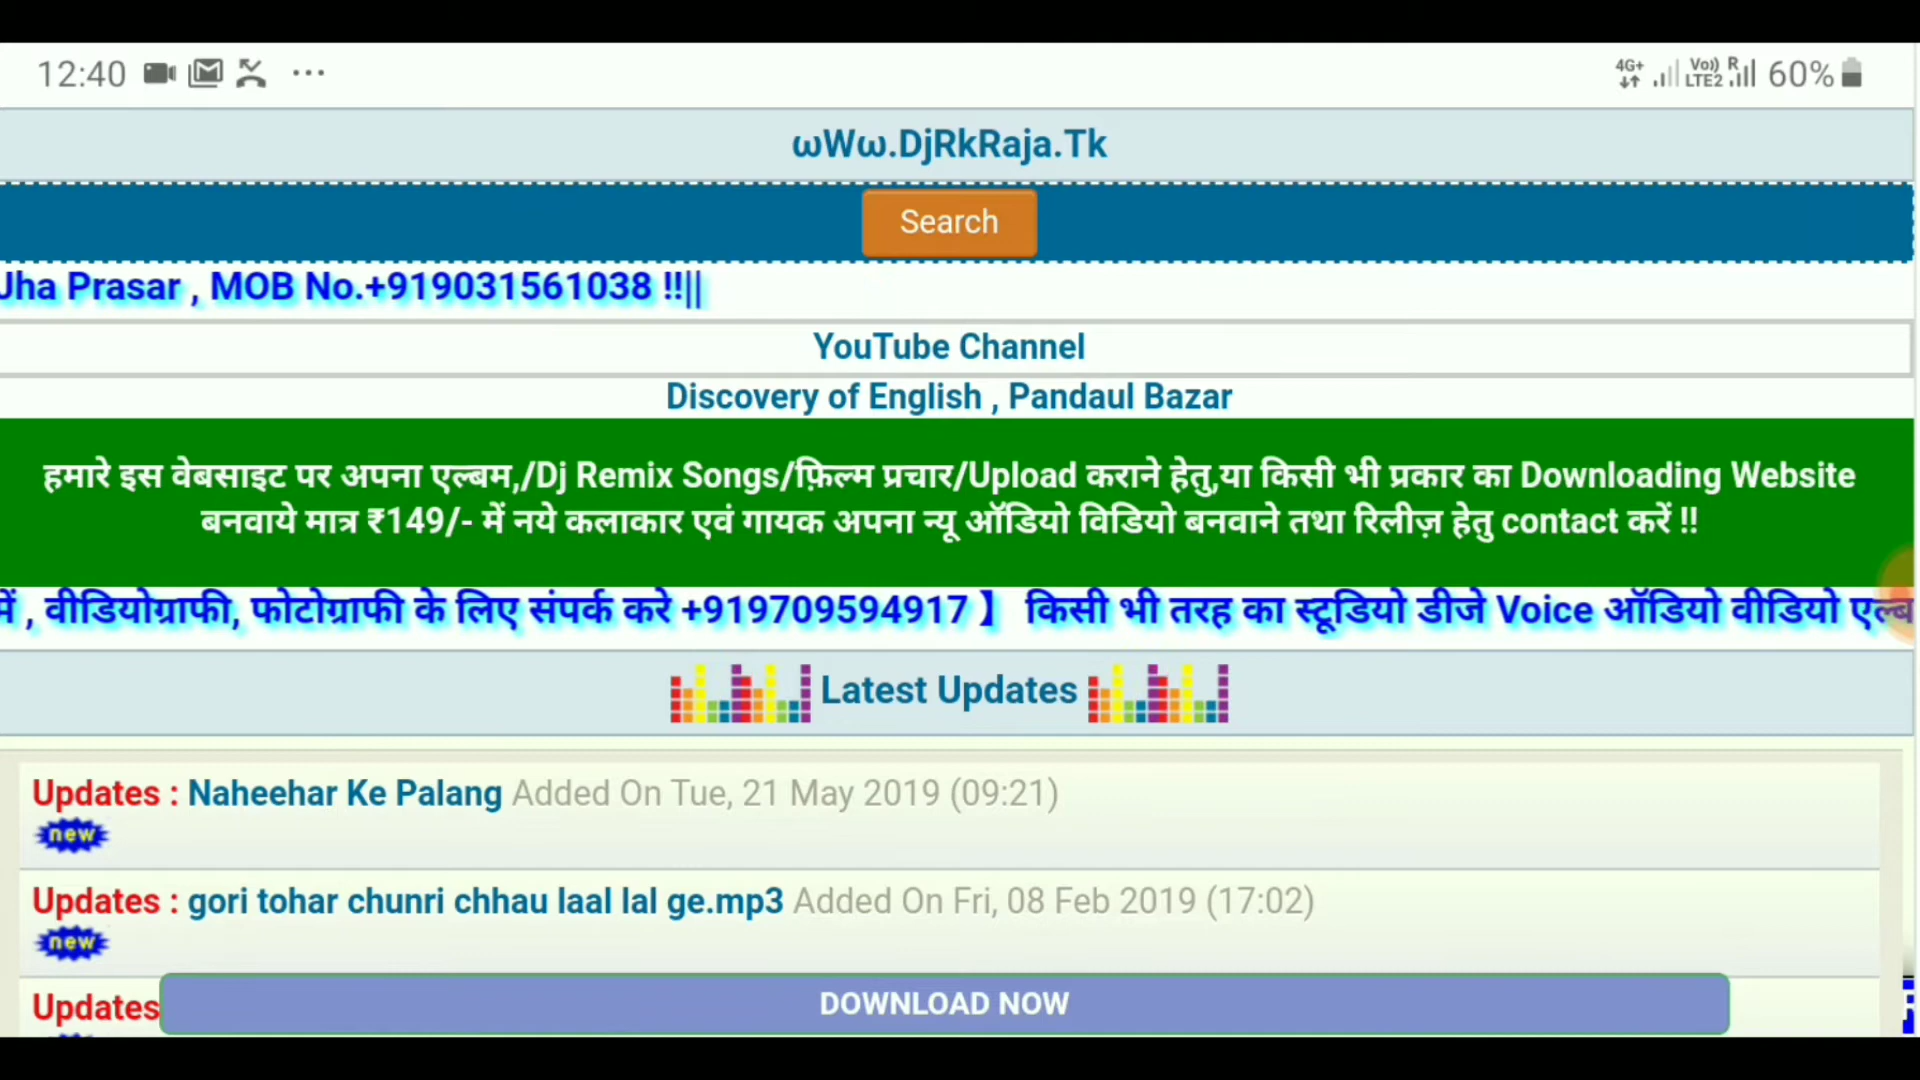 12:40
4G+ Vo)) LTE2 R 60%
ωWω.DjRkRaja.Tk
Search
Jha Prasar , MOB No.+919031561038 !!||
YouTube Channel
Discovery of English , Pandaul Bazar
हमारे इस वेबसाइट पर अपना एल्बम,/Dj Remix Songs/फ़िल्म प्रचार/Upload कराने हेतु,या किसी भी प्रकार का Downloading Website
बनवाये मात्र ₹149/- में नये कलाकार एवं गायक अपना न्यू ऑडियो विडियो बनवाने तथा रिलीज़ हेतु contact करें !!
में , वीडियोग्राफी, फोटोग्राफी के लिए संपर्क करे +919709594917 】 किसी भी तरह का स्टूडियो डीजे Voice ऑडियो वीडियो
Latest Updates
Updates : Naheehar Ke Palang Added On Tue, 21 May 2019 (09:21)
new
Updates : gori tohar chunri chhau laal lal ge.mp3 Added On Fri, 08 Feb 2019 (17:02)
new
Updates
DOWNLOAD NOW